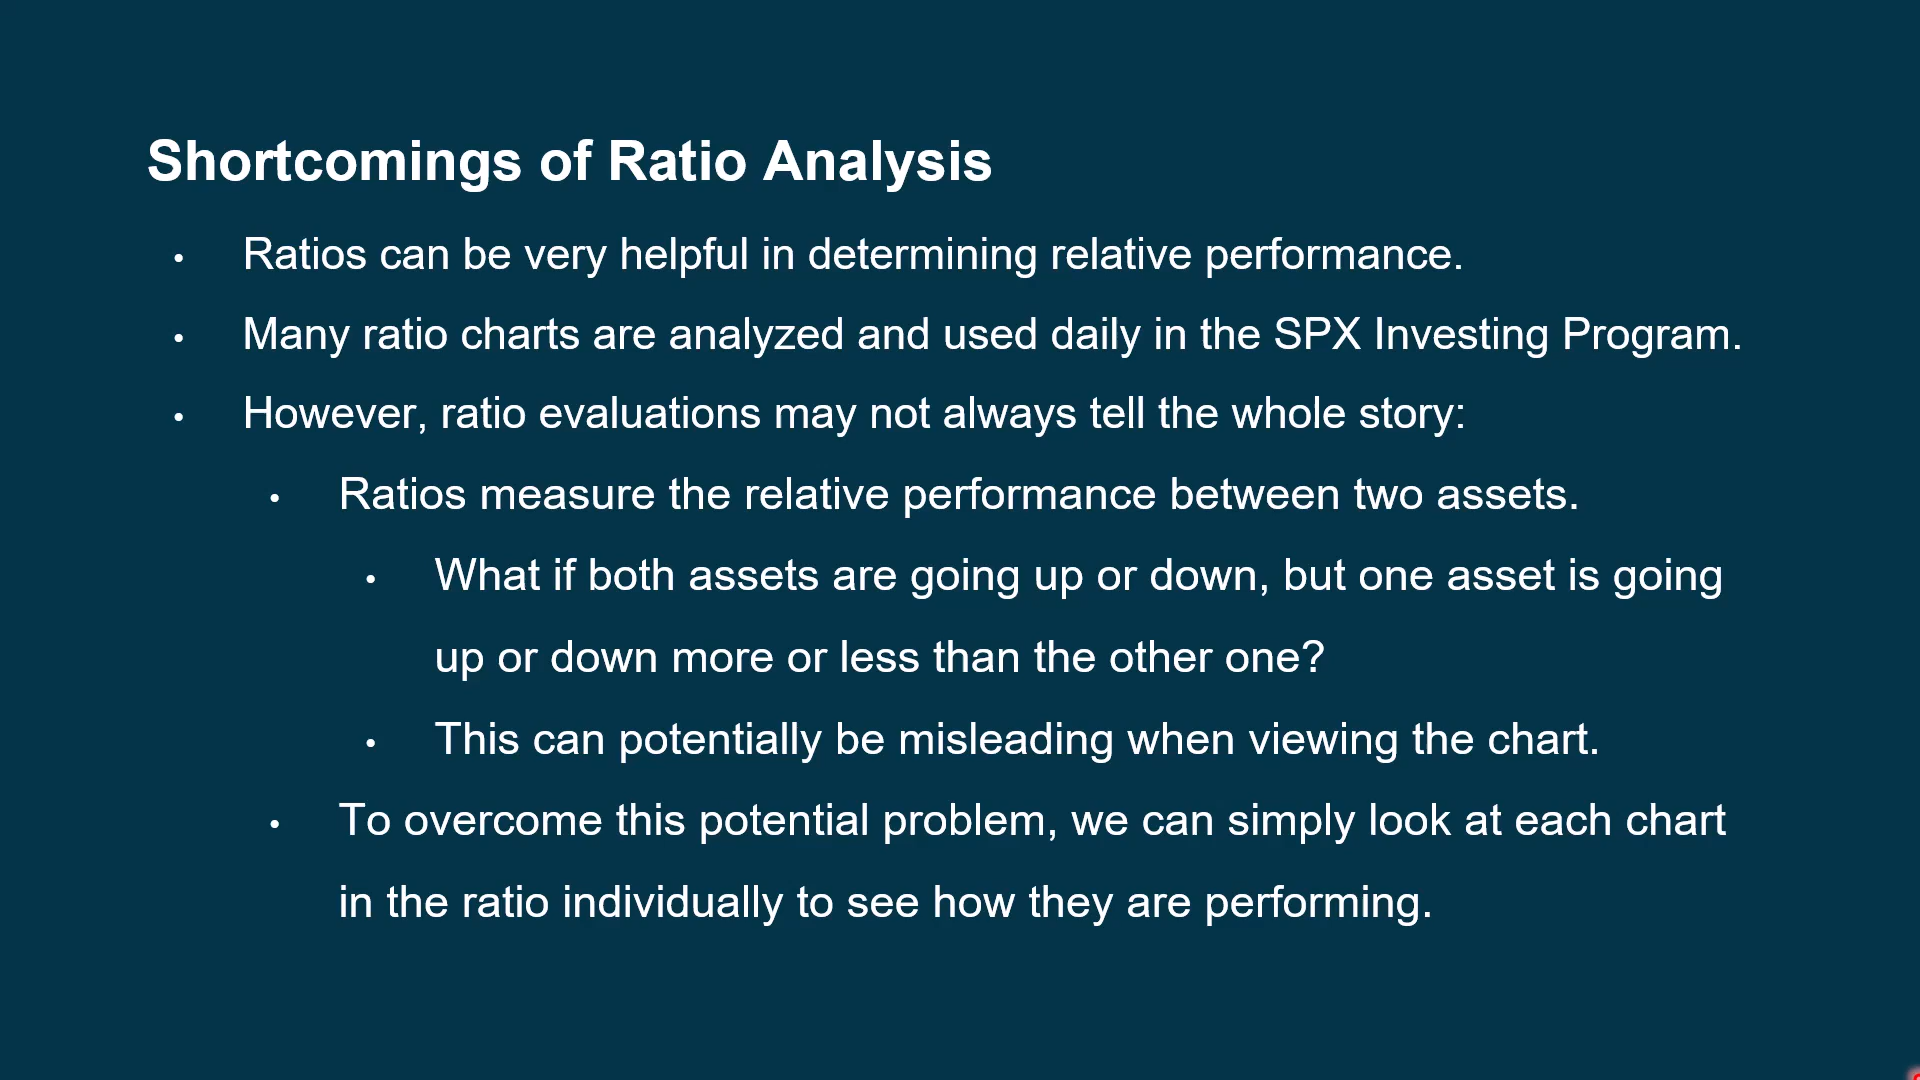 Shortcomings of Ratio Analysis
• Ratios can be very helpful in determining relative performance.
• Many ratio charts are analyzed and used daily in the SPX Investing Program.
• However, ratio evaluations may not always tell the whole story:
• Ratios measure the relative performance between two assets.
• What if both assets are going up or down, but one asset is going
up or down more or less than the other one?
• This can potentially be misleading when viewing the chart.
• To overcome this potential problem, we can simply look at each chart
in the ratio individually to see how they are performing.